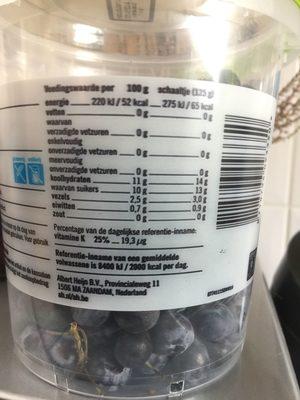 Voedingswaarde per 100 g schaaltje (125 g)
energie 220 kJ / 52 kcal 275 kJ / 65 kcal
vetten 0 g 0 g
waarvan
verzadigde vetzuren 0 g 0 g
enkelvoudig
onverzadigde vetzuren 0 g 0 g
meervoudig
onverzadigde vetzuren 0 g 0 g
koolhydraten 11 g 14 g
waarvan suikers 10 g 13 g
vezels 2,5 g 3,0 g
eiwitten 0,7 g 0,9 g
zout 0 g 0 g
Percentage van de dagelijkse referentie-inname:
vitamine K 25% 19,3 µg
Referentie-inname van een gemiddelde
volwassene is 8400 kJ / 2000 kcal per dag.
Albert Heijn B.V., Provincialeweg 11
1506 MA ZAANDAM, Nederland
ah.nl/ah.be